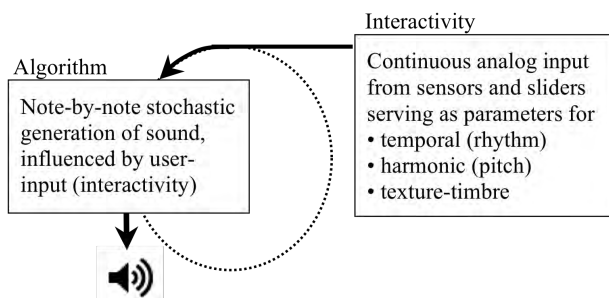 Interactivity
Continuous analog input
from sensors and sliders
serving as parameters for
• temporal (rhythm)
• harmonic (pitch)
• texture-timbre
Algorithm
Note-by-note stochastic
generation of sound,
influenced by user-
input (interactivity)